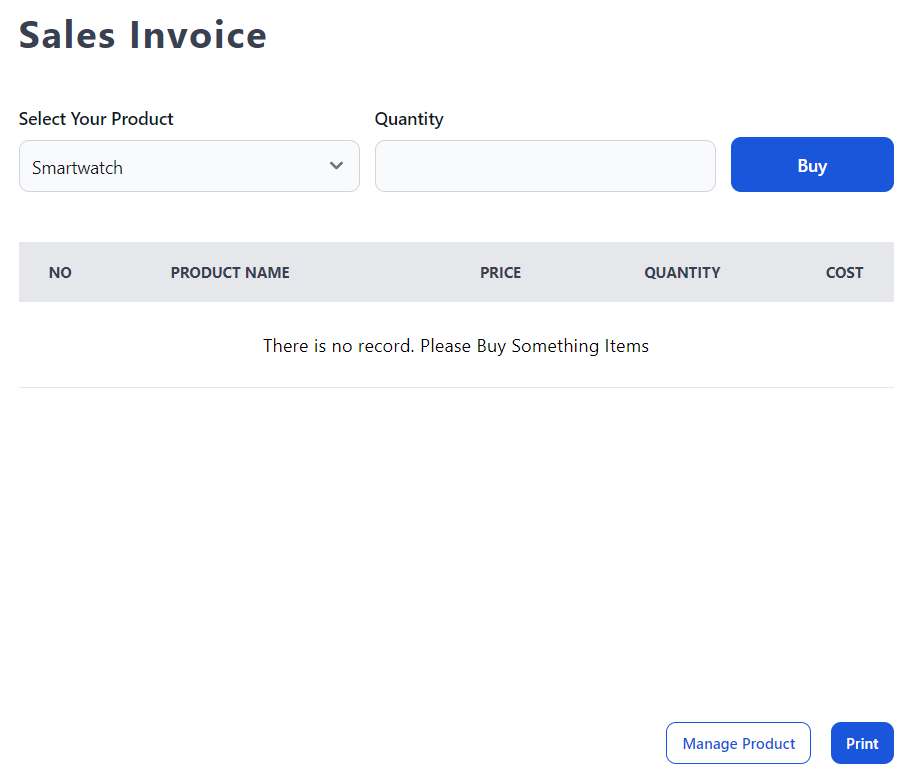 Sales Invoice
Select Your Product Quantity
Smartwatch Buy
NO PRODUCT NAME PRICE QUANTITY COST
There is no record. Please Buy Something Items
Manage Product Print